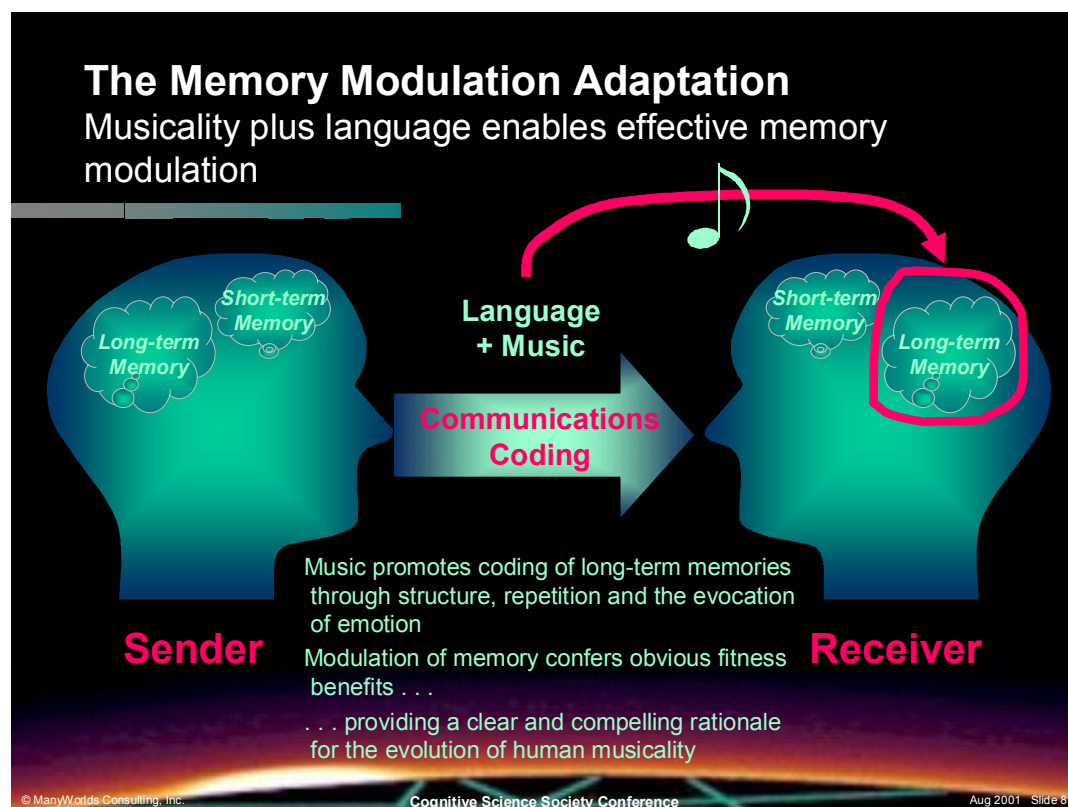 The Memory Modulation Adaptation
Musicality plus language enables effective memory
modulation
Short-term
Memory
Long-term
Memory
Language
+ Music
Short-term
Memory
Long-term
Memory
Communications
Coding
Music promotes coding of long-term memories
through structure, repetition and the evocation
of emotion
Sender
Receiver
Modulation of memory confers obvious fitness
benefits . . .
. . . providing a clear and compelling rationale
for the evolution of human musicality
© ManyWorlds Consulting, Inc.
Cognitive Science Society Conference
Aug 2001 Slide 8